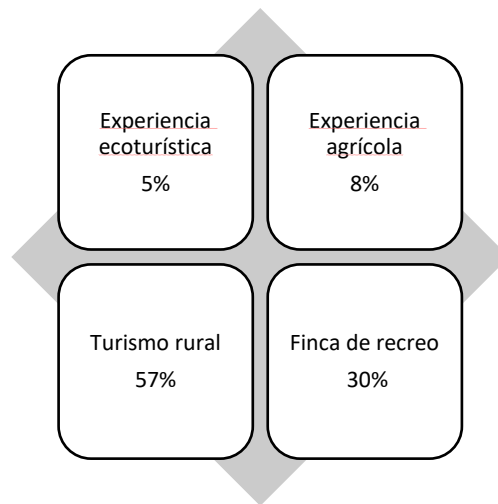 Experiencia
ecoturística
5%
Experiencia
agrícola
8%
Turismo rural
57%
Finca de recreo
30%